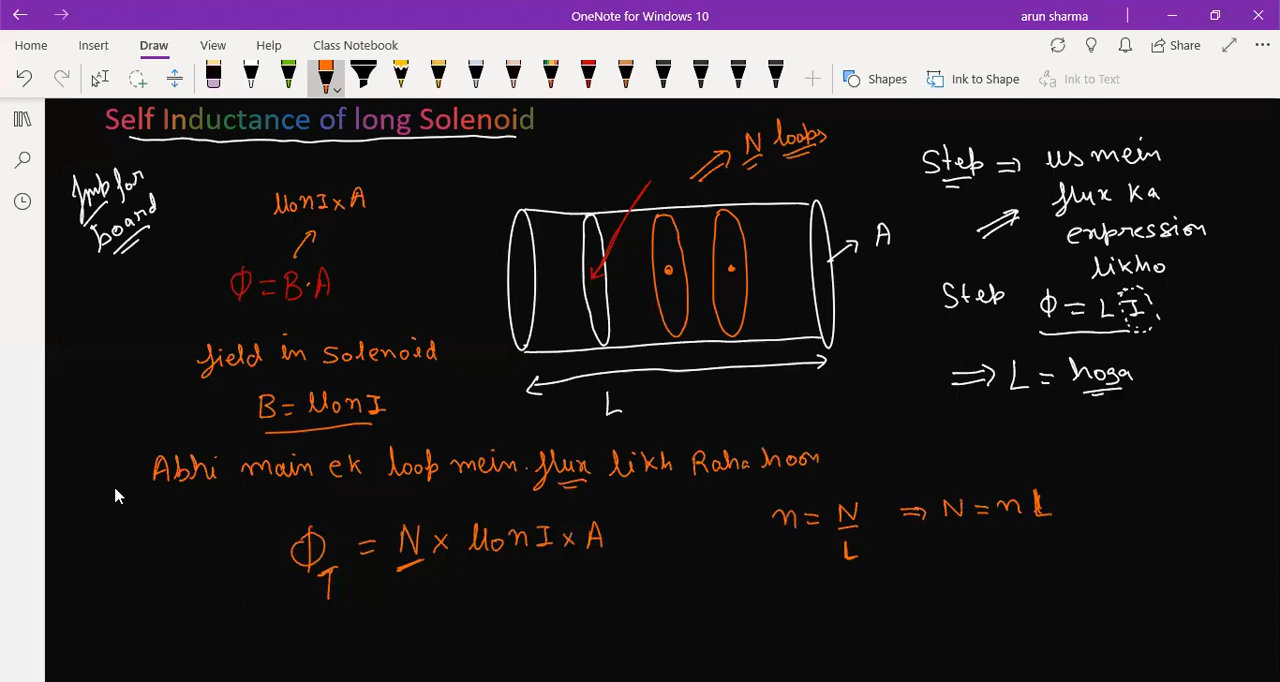 OneNote for Windows 10
arun sharma
Home
Insert
Draw
View
Help
Class Notebook
Share
Shapes
Ink to Shape
Ink to Text
Self Inductance of long Solenoid
Imp for
board
μ₀nI × A
Φ = B·A
field in Solenoid
B = μ₀nI
N loops
A
L
Step ⇒ us mein
flux ka
expression
likho
Step Φ = LI
⇒ L = hoga
Abhi main ek loop mein flux likh Raha hoon
Φ_T = N × μ₀nI × A
n = N/L ⇒ N = nL